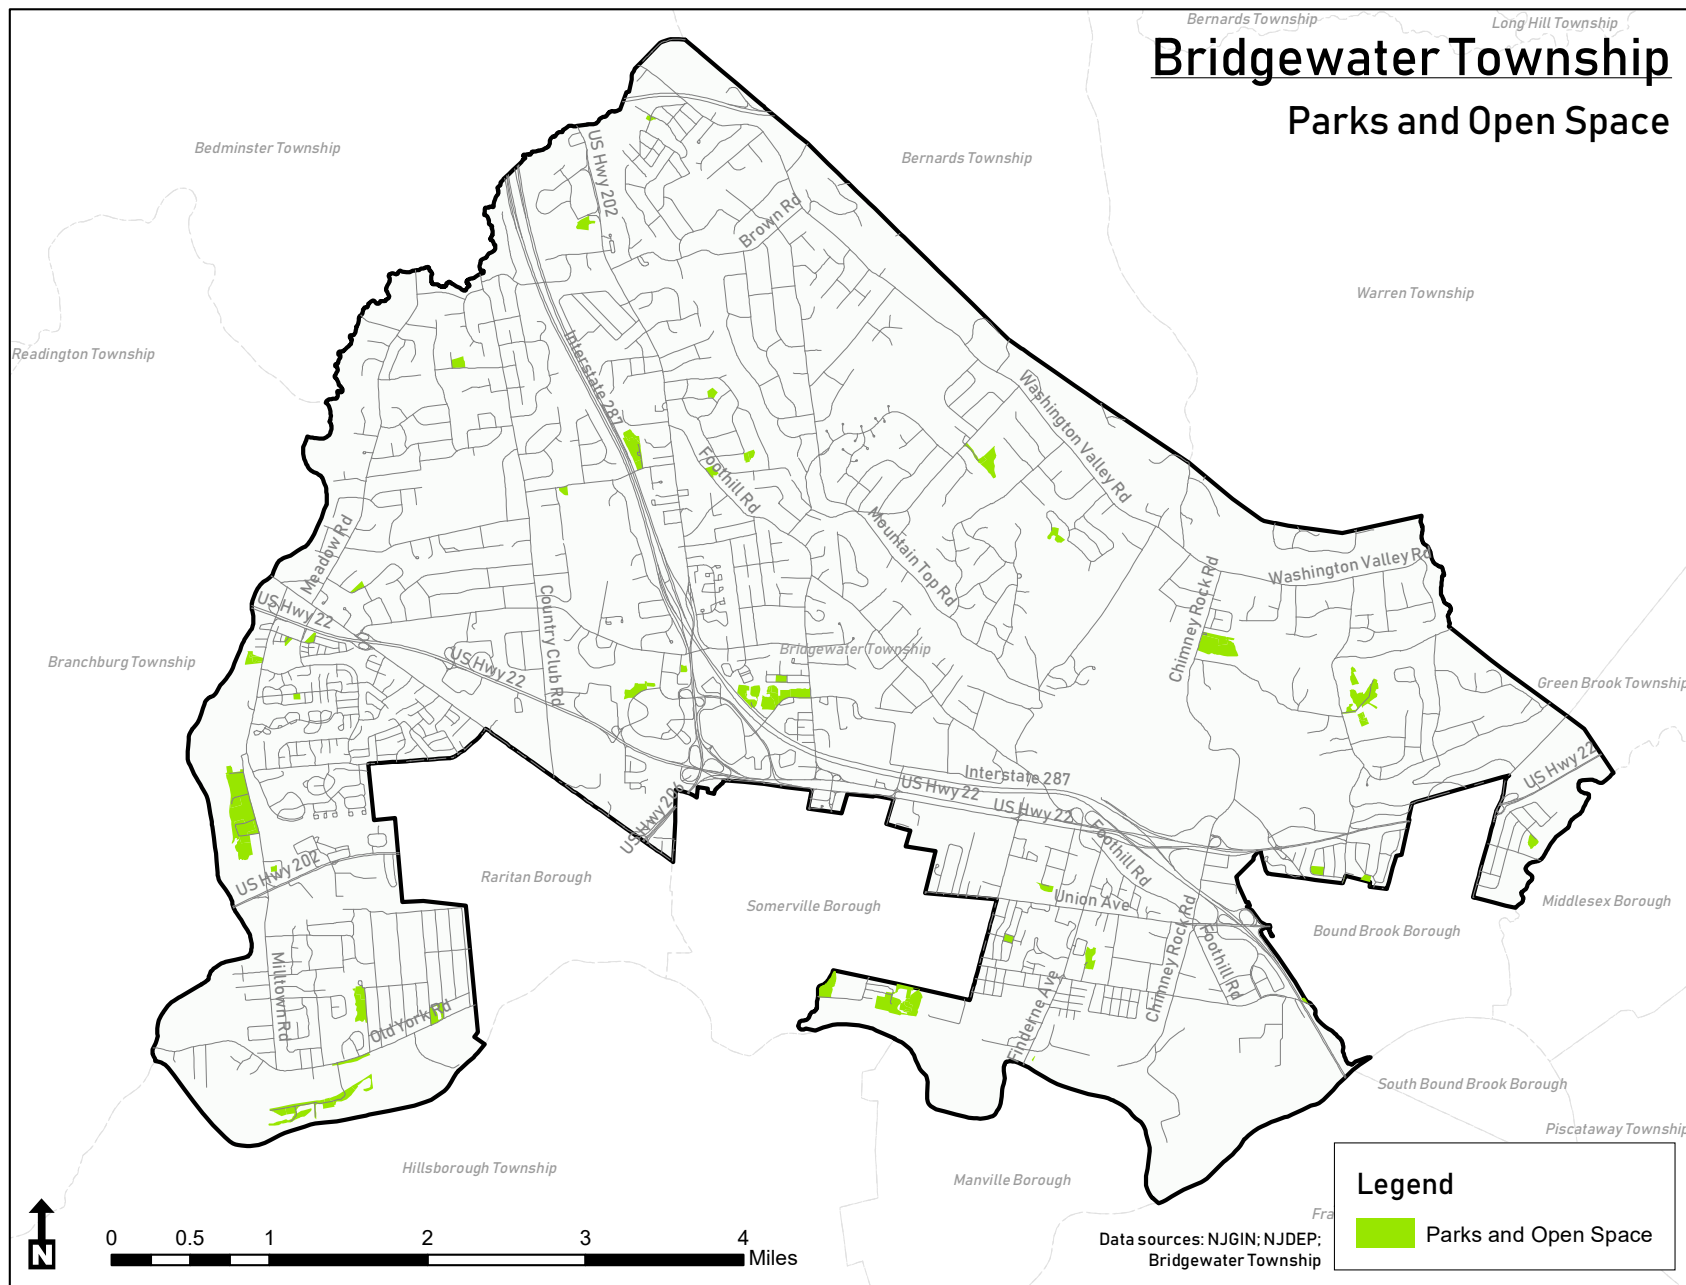 Bernards Township
Long Hill Township
Bridgewater Township
Parks and Open Space
Bedminster Township
US Hwy 202
Bernards Township
Brown Rd
Warren Township
Readington Township
Interstate 287
Washington Valley Rd
Foothill Rd
Mountain Top Rd
Meadow Rd
Washington Valley Rd
Chimney Rock Rd
US Hwy 22
Country Club Rd
Branchburg Township
US Hwy 22
Bridgewater Township
Green Brook Township
US Hwy 22
Interstate 287
US Hwy 22
US Hwy 22
US Hwy 206
Foothill Rd
US Hwy 202
Raritan Borough
Somerville Borough
Union Ave
Middlesex Borough
Bound Brook Borough
Chimney Rock Rd
Foothill Rd
Milltown Rd
Old York Rd
Finderne Ave
South Bound Brook Borough
Piscataway Township
Hillsborough Township
Manville Borough
Legend
Fra
Parks and Open Space
N
0 0.5 1 2 3 4
Miles
Data sources: NJGIN; NJDEP;
Bridgewater Township